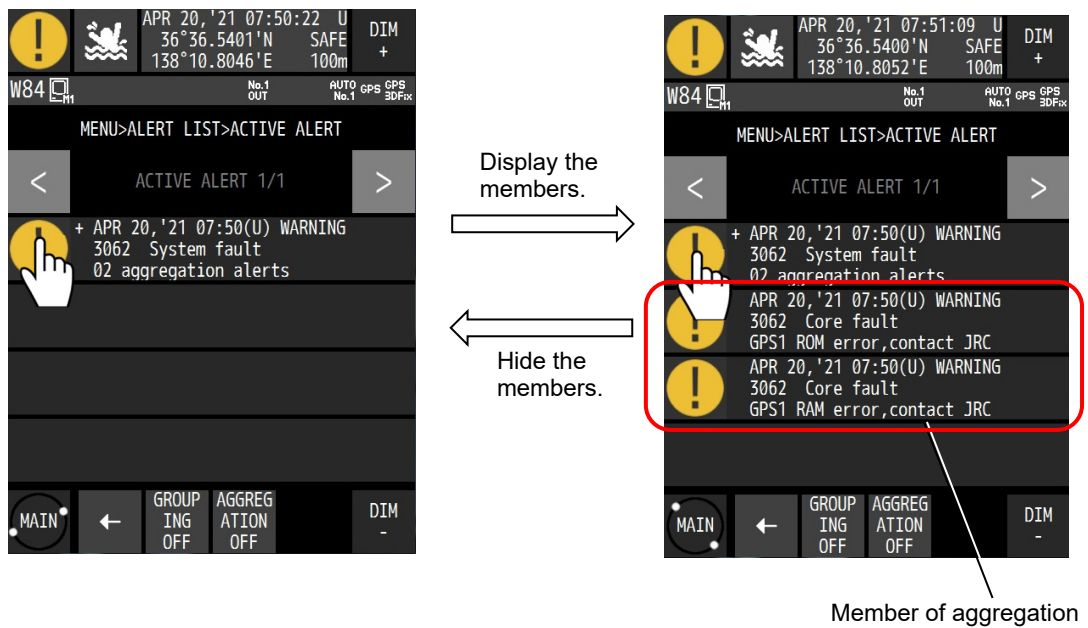 APR 20,'21 07:50:22 U
36°36.5401'N SAFE
138°10.8046'E 100m
DIM
+
W84 M1
No.1
OUT
AUTO
No.1
GPS
GPS
3DFix
MENU>ALERT LIST>ACTIVE ALERT
< ACTIVE ALERT 1/1 >
+ APR 20,'21 07:50(U) WARNING
3062 System fault
02 aggregation alerts
MAIN
←
GROUP
ING
OFF
AGGREG
ATION
OFF
DIM
-
Display the
members.
Hide the
members.
APR 20,'21 07:51:09 U
36°36.5400'N SAFE
138°10.8052'E 100m
DIM
+
W84 M1
No.1
OUT
AUTO
No.1
GPS
GPS
3DFix
MENU>ALERT LIST>ACTIVE ALERT
< ACTIVE ALERT 1/1 >
+ APR 20,'21 07:50(U) WARNING
3062 System fault
02 aggregation alerts
APR 20,'21 07:50(U) WARNING
3062 Core fault
GPS1 ROM error,contact JRC
APR 20,'21 07:50(U) WARNING
3062 Core fault
GPS1 RAM error,contact JRC
MAIN
←
GROUP
ING
OFF
AGGREG
ATION
OFF
DIM
-
Member of aggregation